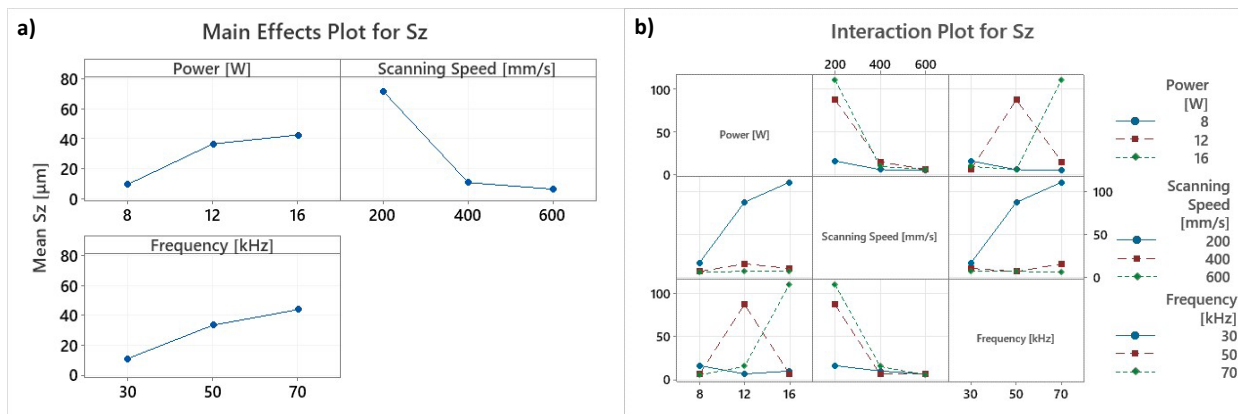 a)
Main Effects Plot for Sz
Power [W]
Scanning Speed [mm/s]
80
60
40
20
0
8 12 16
200 400 600
Mean Sz [μm]
Frequency [kHz]
80
60
40
20
0
30 50 70
b)
Interaction Plot for Sz
200 400 600
100
50
0
Power [W]
Power
[W]
8
12
16
Scanning Speed [mm/s]
100
50
0
Scanning
Speed
[mm/s]
200
400
600
100
50
0
Frequency [kHz]
Frequency
[kHz]
30
50
70
8 12 16
30 50 70